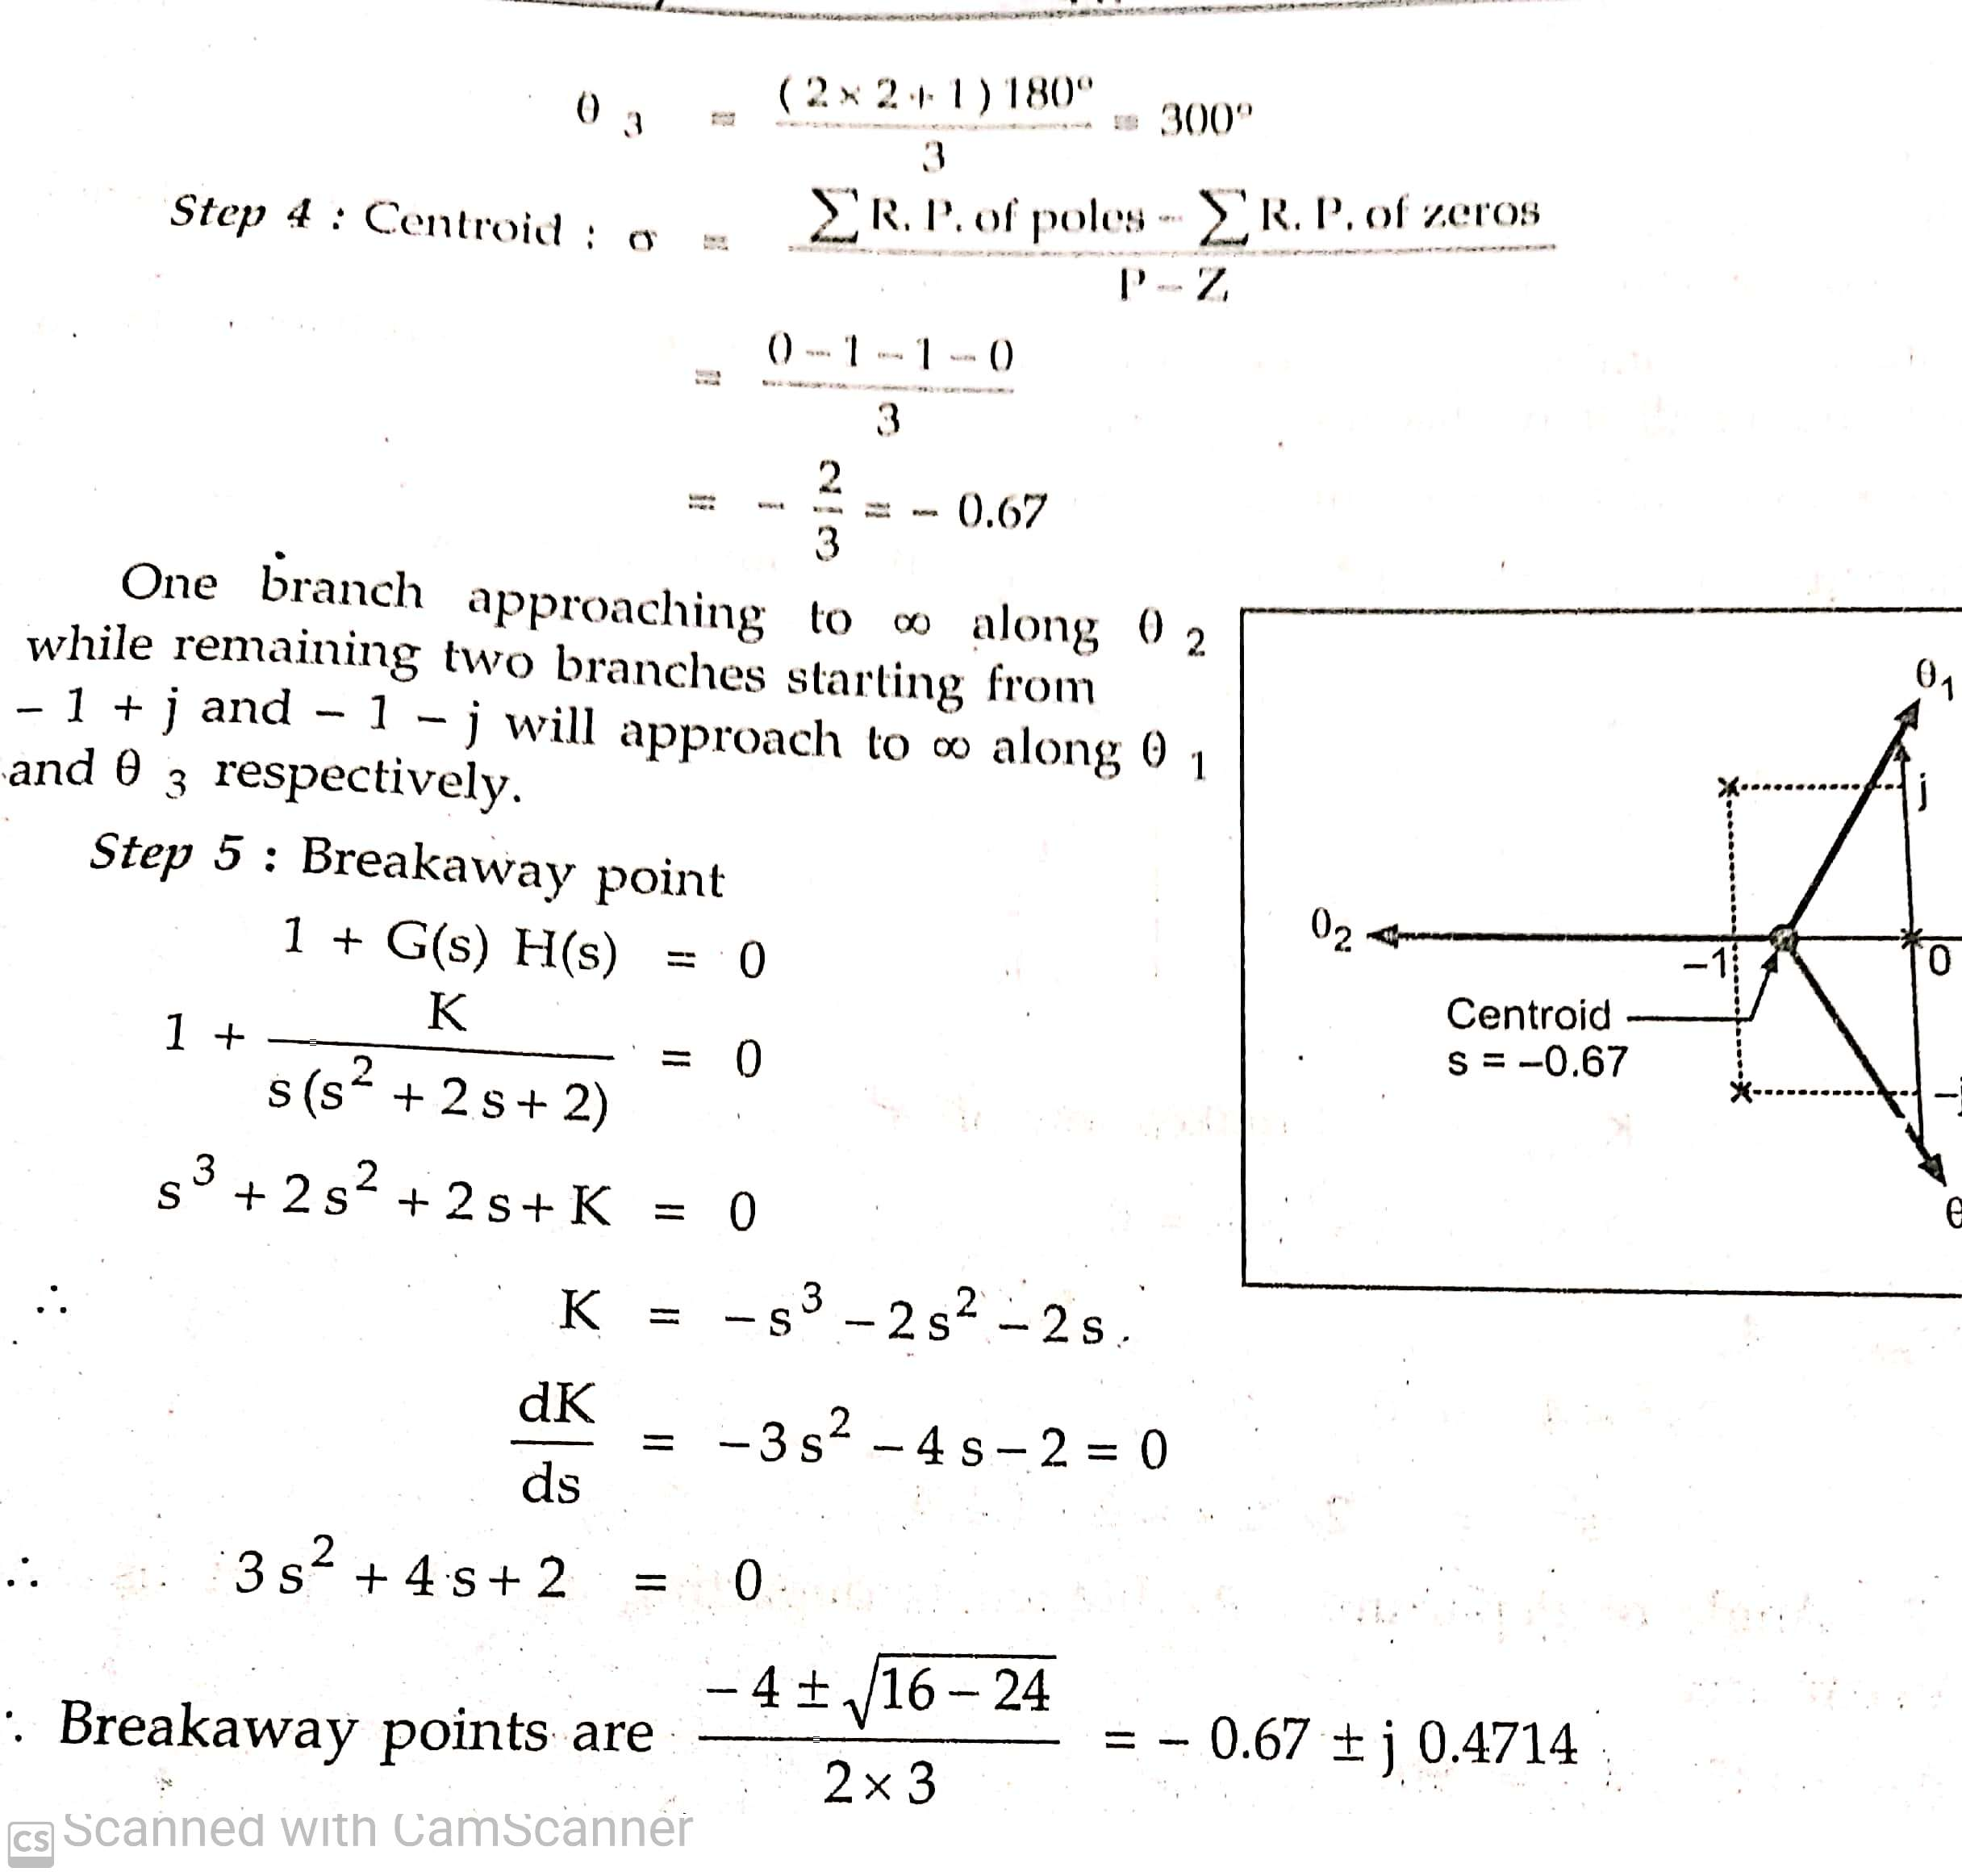 θ 3 = (2 × 2 + 1) 180° / 3 = 300°
Step 4 : Centroid : σ = ∑ R. P. of poles – ∑ R. P. of zeros / P – Z
= 0 – 1 – 1 – 0 / 3
= – 2/3 = – 0.67
One branch approaching to ∞ along θ 2
while remaining two branches starting from
– 1 + j and – 1 – j will approach to ∞ along θ 1
and θ 3 respectively.
Step 5 : Breakaway point
1 + G(s) H(s) = 0
1 + K / s (s² + 2 s + 2) = 0
s³ + 2 s² + 2 s + K = 0
∴ K = – s³ – 2 s² – 2 s.
dK/ds = – 3 s² – 4 s – 2 = 0
∴ 3 s² + 4 s + 2 = 0
∴ Breakaway points are – 4 ± √16 – 24 / 2 × 3 = – 0.67 ± j 0.4714
θ1
j
θ2
–1
0
Centroid
s = –0.67
CS Scanned with CamScanner